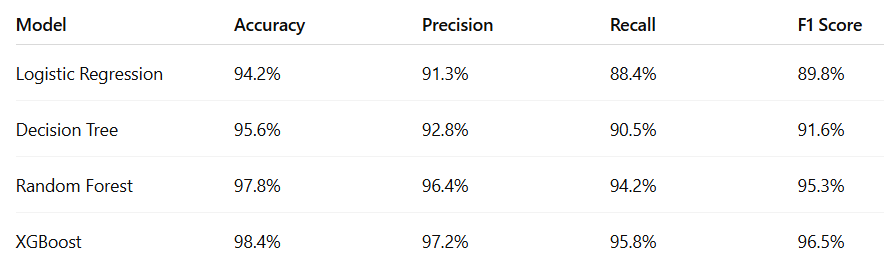 Model Accuracy Precision Recall F1 Score
Logistic Regression 94.2% 91.3% 88.4% 89.8%
Decision Tree 95.6% 92.8% 90.5% 91.6%
Random Forest 97.8% 96.4% 94.2% 95.3%
XGBoost 98.4% 97.2% 95.8% 96.5%